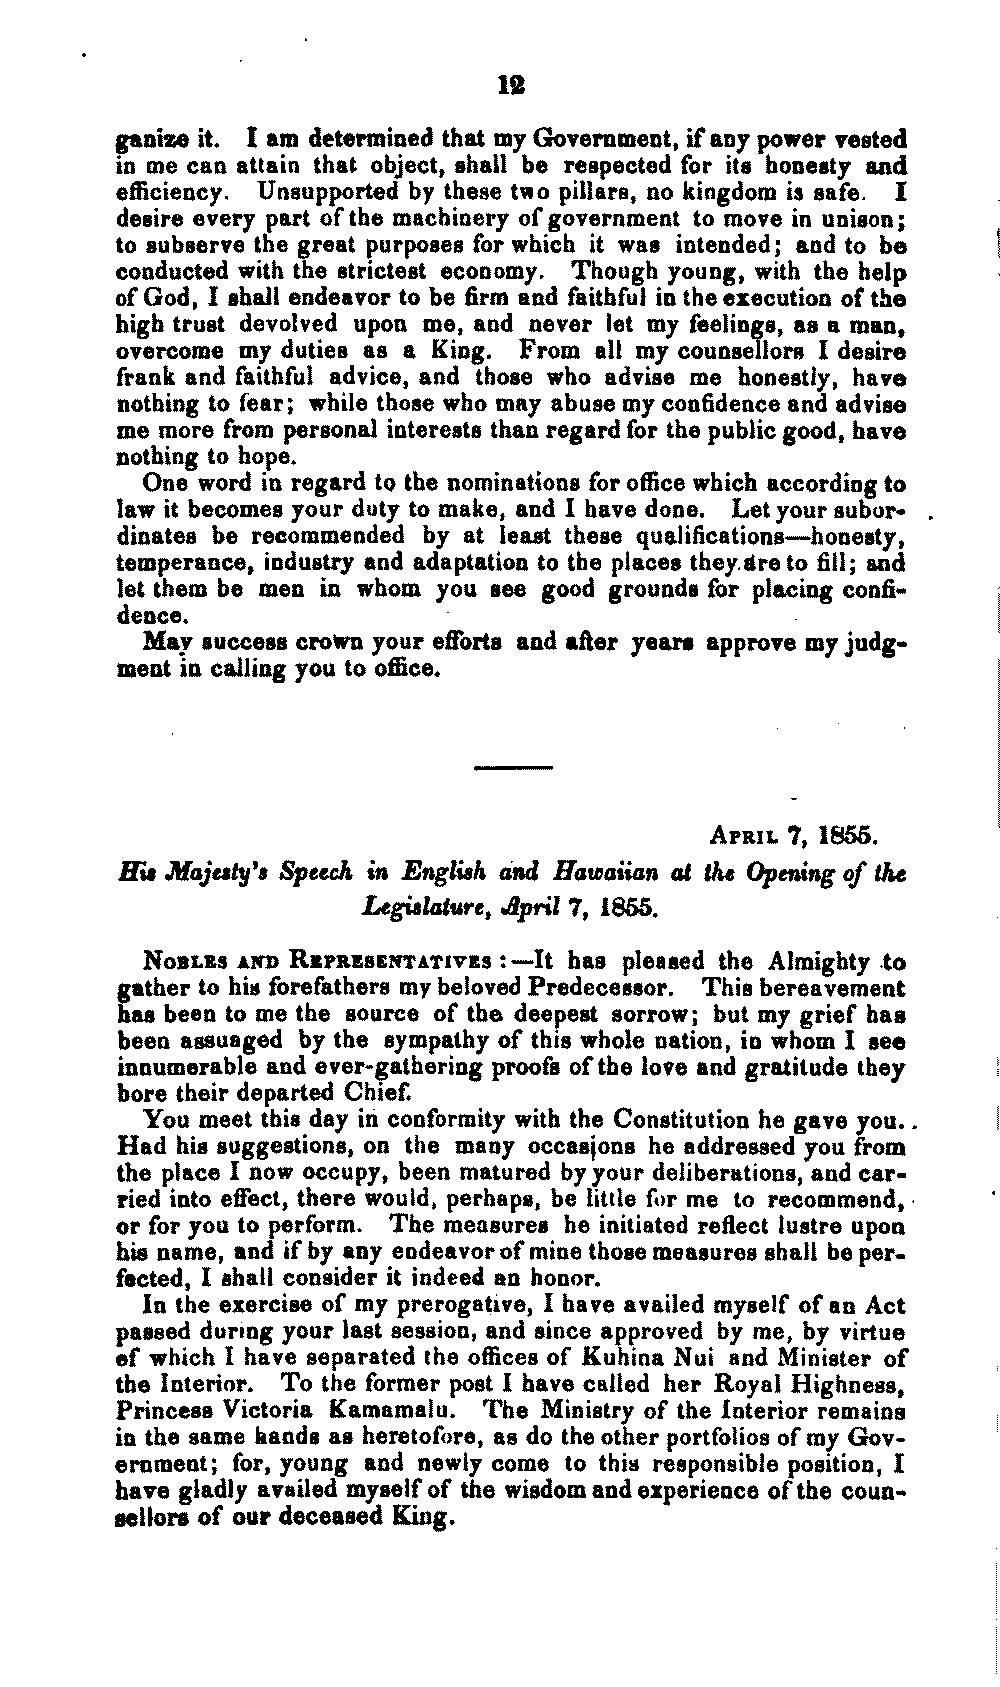 12
ganize it. I am determined that my Government, if any power vested
in me can attain that object, shall be respected for its honesty and
efficiency. Unsupported by these two pillars, no kingdom is safe. I
desire every part of the machinery of government to move in unison;
to subserve the great purposes for which it was intended; and to be
conducted with the strictest economy. Though young, with the help
of God, I shall endeavor to be firm and faithful in the execution of the
high trust devolved upon me, and never let my feelings, as a man,
overcome my duties as a King. From all my counsellors I desire
frank and faithful advice, and those who advise me honestly, have
nothing to fear; while those who may abuse my confidence and advise
me more from personal interests than regard for the public good, have
nothing to hope.
One word in regard to the nominations for office which according to
law it becomes your duty to make, and I have done. Let your subor-
dinates be recommended by at least these qualifications—honesty,
temperance, industry and adaptation to the places they are to fill; and
let them be men in whom you see good grounds for placing confi-
dence.
May success crown your efforts and after years approve my judg-
ment in calling you to office.
APRIL 7, 1855.
His Majesty's Speech in English and Hawaiian at the Opening of the
Legislature, April 7, 1855.
NOBLES AND REPRESENTATIVES:—It has pleased the Almighty to
gather to his forefathers my beloved Predecessor. This bereavement
has been to me the source of the deepest sorrow; but my grief has
been assuaged by the sympathy of this whole nation, in whom I see
innumerable and ever-gathering proofs of the love and gratitude they
bore their departed Chief.
You meet this day in conformity with the Constitution he gave you.
Had his suggestions, on the many occasions he addressed you from
the place I now occupy, been matured by your deliberations, and car-
ried into effect, there would, perhaps, be little for me to recommend,
or for you to perform. The measures he initiated reflect lustre upon
his name, and if by any endeavor of mine those measures shall be per-
fected, I shall consider it indeed an honor.
In the exercise of my prerogative, I have availed myself of an Act
passed during your last session, and since approved by me, by virtue
of which I have separated the offices of Kuhina Nui and Minister of
the Interior. To the former post I have called her Royal Highness,
Princess Victoria Kamamalu. The Ministry of the Interior remains
in the same hands as heretofore, as do the other portfolios of my Gov-
ernment; for, young and newly come to this responsible position, I
have gladly availed myself of the wisdom and experience of the coun-
sellors of our deceased King.